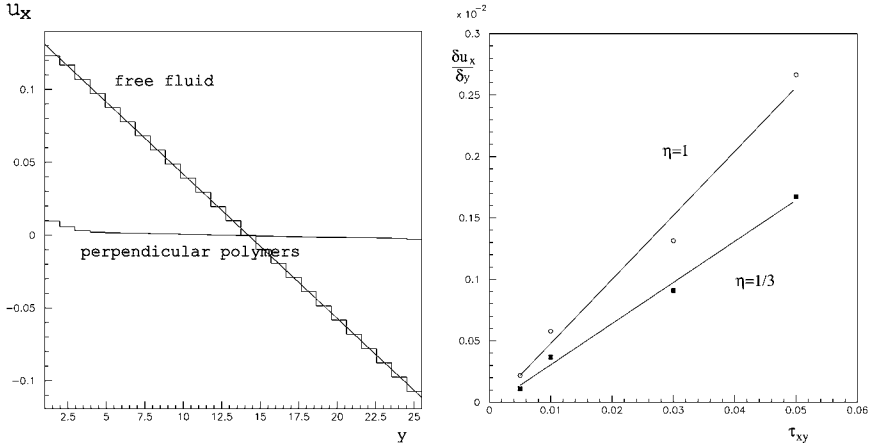 uₓ
free fluid
perpendicular polymers
0.1
0.05
0
−0.05
−0.1
2.5 5 7.5 10 12.5 15 17.5 20 22.5 25
y
x 10⁻²
δuₓ
δy
0.3
0.25
0.2
0.15
0.1
0.05
0
η=1
η=1/3
0 0.01 0.02 0.03 0.04 0.05 0.06
τₓᵧ